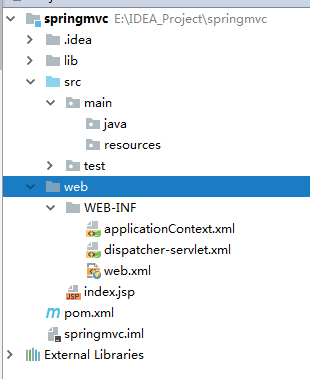 springmvc E:\IDEA_Project\springmvc
.idea
lib
src
main
java
resources
test
web
WEB-INF
applicationContext.xml
dispatcher-servlet.xml
web.xml
JSP index.jsp
m pom.xml
springmvc.iml
External Libraries